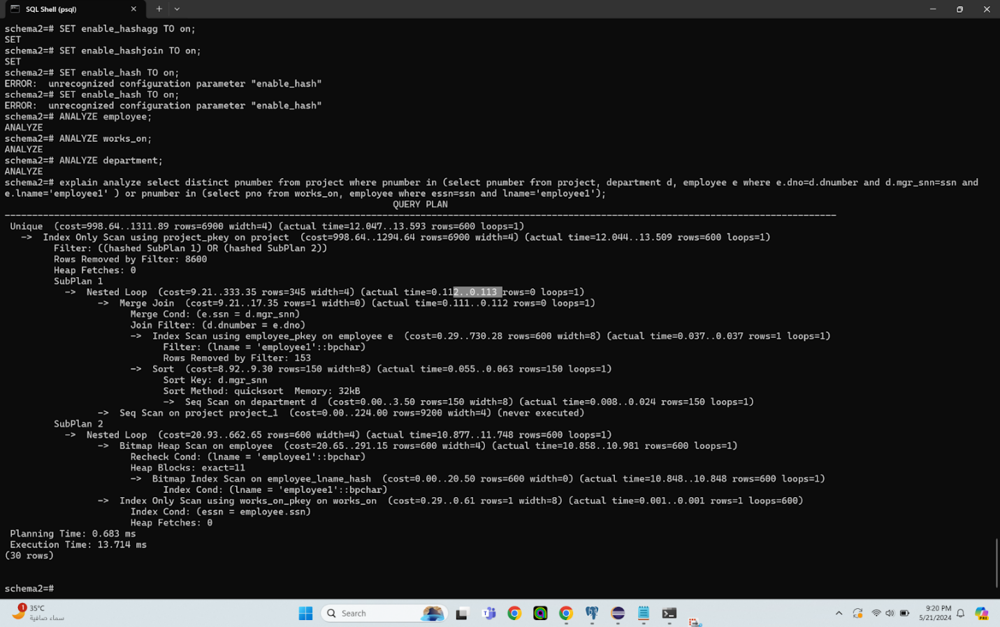 SQL Shell (psql)
schema2=# SET enable_hashagg TO on;
SET
schema2=# SET enable_hashjoin TO on;
SET
schema2=# SET enable_hash TO on;
ERROR:  unrecognized configuration parameter "enable_hash"
schema2=# SET enable_hash TO on;
ERROR:  unrecognized configuration parameter "enable_hash"
schema2=# ANALYZE employee;
ANALYZE
schema2=# ANALYZE works_on;
ANALYZE
schema2=# ANALYZE department;
ANALYZE
schema2=# explain analyze select distinct pnumber from project where pnumber in (select pnumber from project, department d, employee e where e.dno=d.dnumber and d.mgr_snn=ssn and
e.lname='employee1' ) or pnumber in (select pno from works_on, employee where essn=ssn and lname='employee1');
QUERY PLAN
Unique  (cost=998.64..1311.89 rows=6900 width=4) (actual time=12.047..13.593 rows=600 loops=1)
->  Index Only Scan using project_pkey on project  (cost=998.64..1294.64 rows=6900 width=4) (actual time=12.044..13.509 rows=600 loops=1)
Filter: ((hashed SubPlan 1) OR (hashed SubPlan 2))
Rows Removed by Filter: 8600
Heap Fetches: 0
SubPlan 1
->  Nested Loop  (cost=9.21..333.35 rows=345 width=4) (actual time=0.112..0.113 rows=0 loops=1)
->  Merge Join  (cost=9.21..17.35 rows=1 width=0) (actual time=0.111..0.112 rows=0 loops=1)
Merge Cond: (e.ssn = d.mgr_snn)
Join Filter: (d.dnumber = e.dno)
->  Index Scan using employee_pkey on employee e  (cost=0.29..730.28 rows=600 width=8) (actual time=0.037..0.037 rows=1 loops=1)
Filter: (lname = 'employee1'::bpchar)
Rows Removed by Filter: 153
->  Sort  (cost=8.92..9.30 rows=150 width=8) (actual time=0.055..0.063 rows=150 loops=1)
Sort Key: d.mgr_snn
Sort Method: quicksort  Memory: 32kB
->  Seq Scan on department d  (cost=0.00..3.50 rows=150 width=8) (actual time=0.008..0.024 rows=150 loops=1)
->  Seq Scan on project project_1  (cost=0.00..224.00 rows=9200 width=4) (never executed)
SubPlan 2
->  Nested Loop  (cost=20.93..662.65 rows=600 width=4) (actual time=10.877..11.748 rows=600 loops=1)
->  Bitmap Heap Scan on employee  (cost=20.65..291.15 rows=600 width=4) (actual time=10.858..10.981 rows=600 loops=1)
Recheck Cond: (lname = 'employee1'::bpchar)
Heap Blocks: exact=11
->  Bitmap Index Scan on employee_lname_hash  (cost=0.00..20.50 rows=600 width=0) (actual time=10.848..10.848 rows=600 loops=1)
Index Cond: (lname = 'employee1'::bpchar)
->  Index Only Scan using works_on_pkey on works_on  (cost=0.29..0.61 rows=1 width=8) (actual time=0.001..0.001 rows=1 loops=600)
Index Cond: (essn = employee.ssn)
Heap Fetches: 0
Planning Time: 0.683 ms
Execution Time: 13.714 ms
(30 rows)
schema2=#
1
35°C
سماء صافية
Search
9:20 PM
5/21/2024